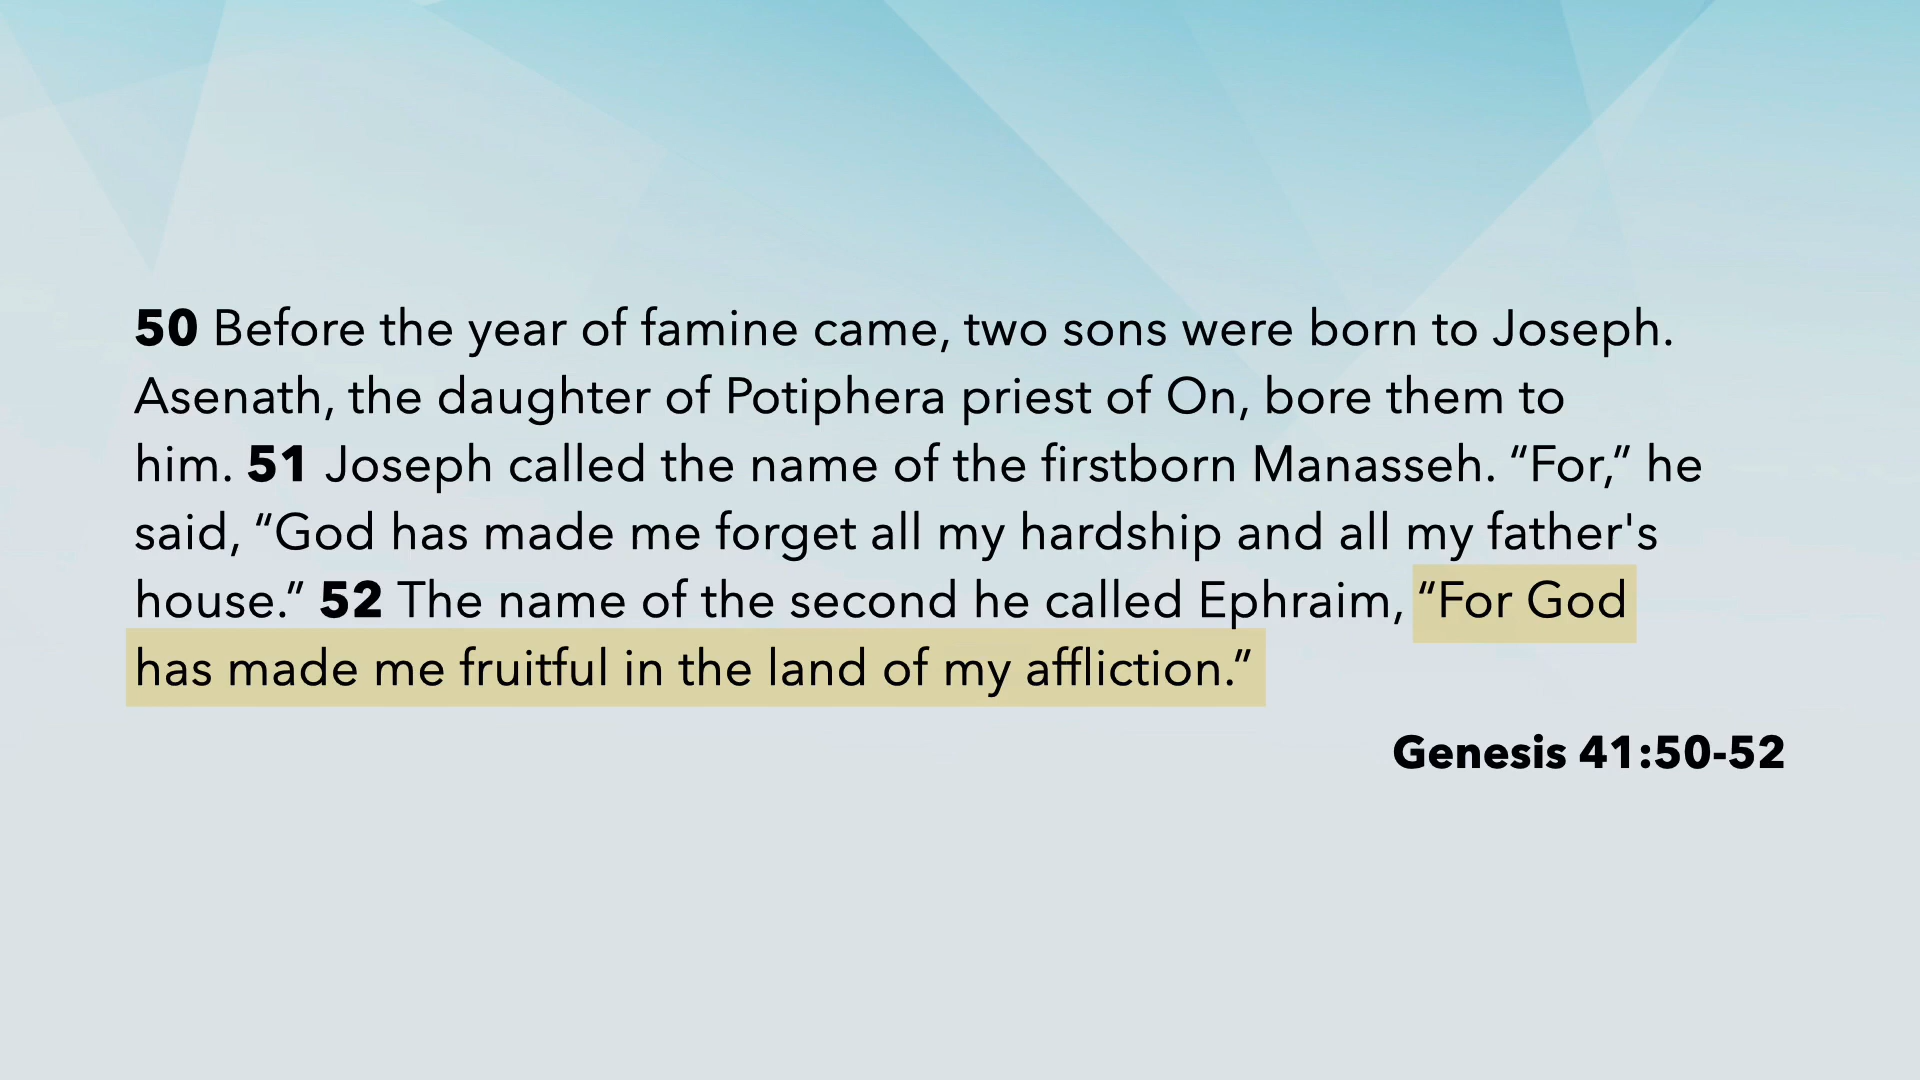 50 Before the year of famine came, two sons were born to Joseph.
Asenath, the daughter of Potiphera priest of On, bore them to
him. 51 Joseph called the name of the firstborn Manasseh. “For,” he
said, “God has made me forget all my hardship and all my father's
house.” 52 The name of the second he called Ephraim, “For God
has made me fruitful in the land of my affliction.”
Genesis 41:50-52